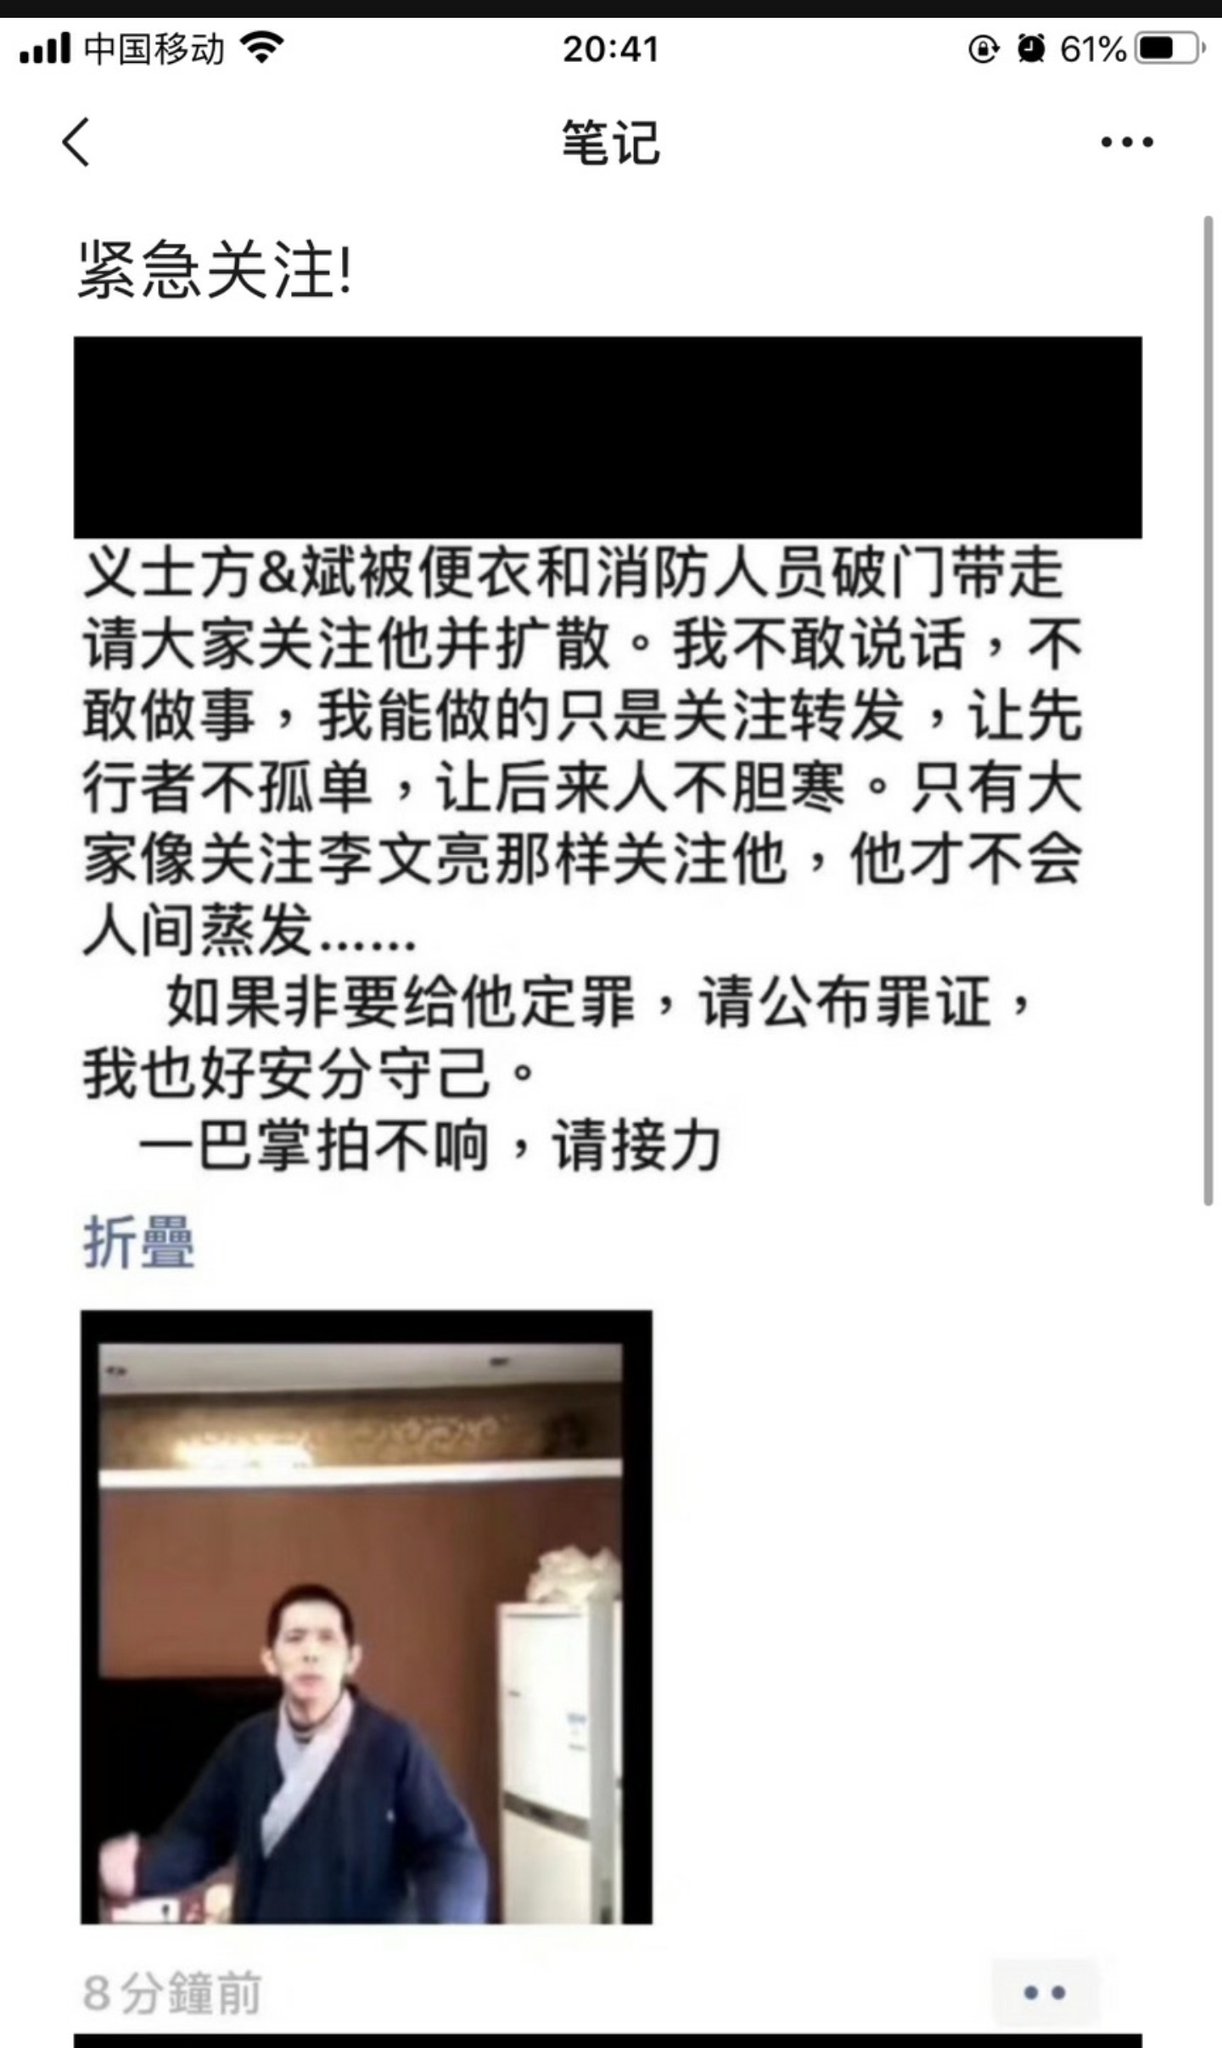 中国移动
20:41
61%
笔记
紧急关注!
义士方&斌被便衣和消防人员破门带走
请大家关注他并扩散。我不敢说话，不
敢做事，我能做的只是关注转发，让先
行者不孤单，让后来人不胆寒。只有大
家像关注李文亮那样关注他，他才不会
人间蒸发......
如果非要给他定罪，请公布罪证，
我也好安分守己。
一巴掌拍不响，请接力
折疊
8分鐘前